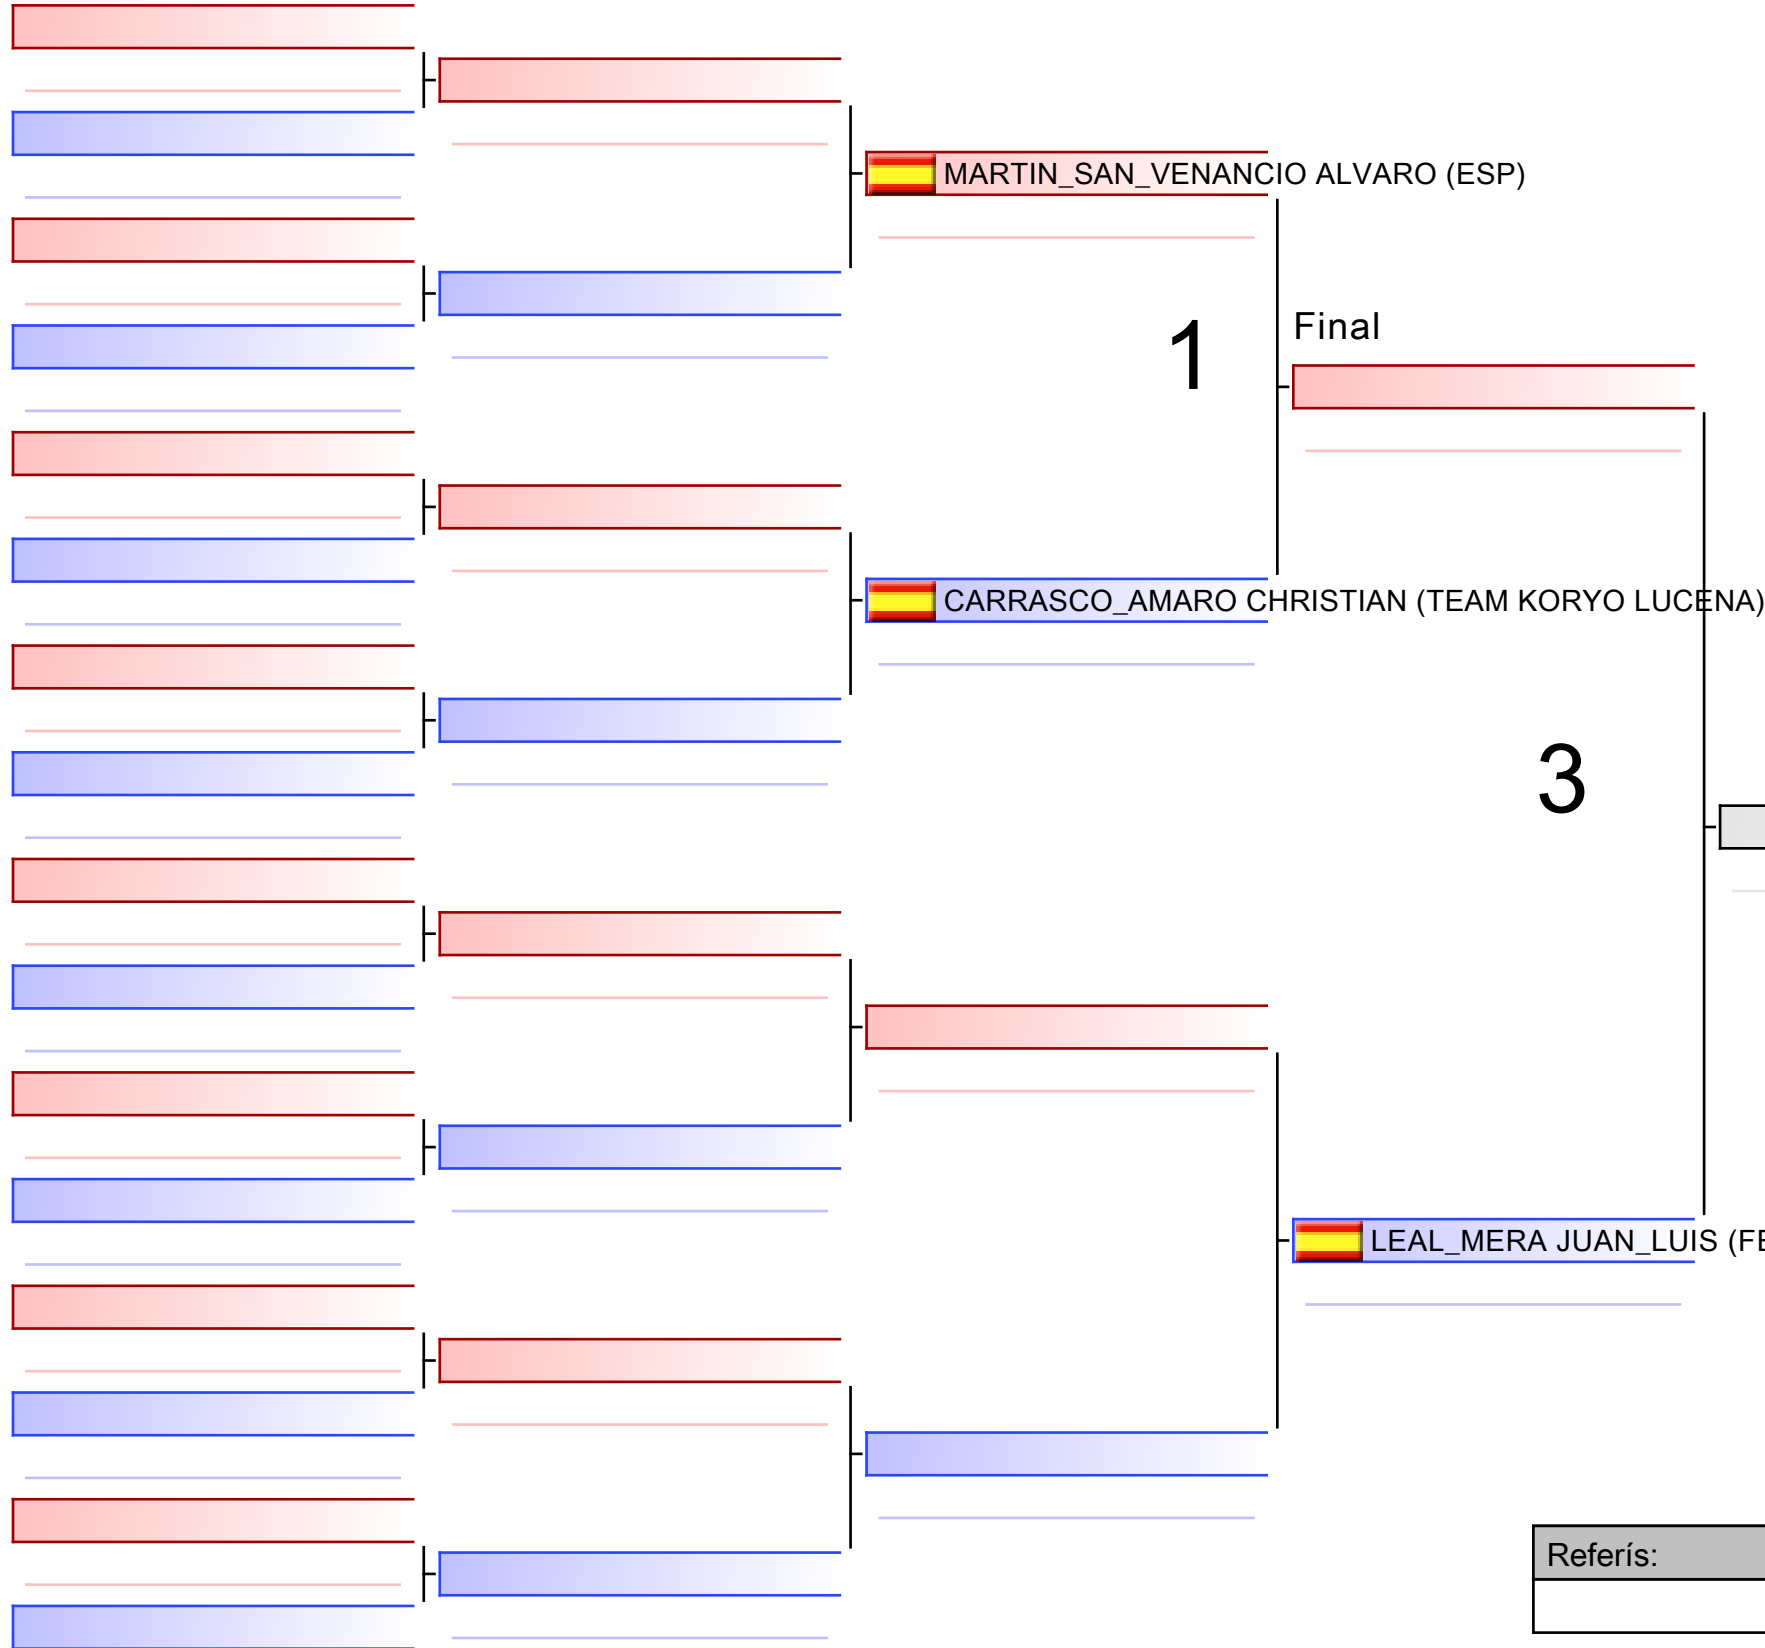 MARTIN_SAN_VENANCIO ALVARO (ESP)
1
Final
CARRASCO_AMARO CHRISTIAN (TEAM KORYO LUCENA)
3
LEAL_MERA JUAN_LUIS
Referís: